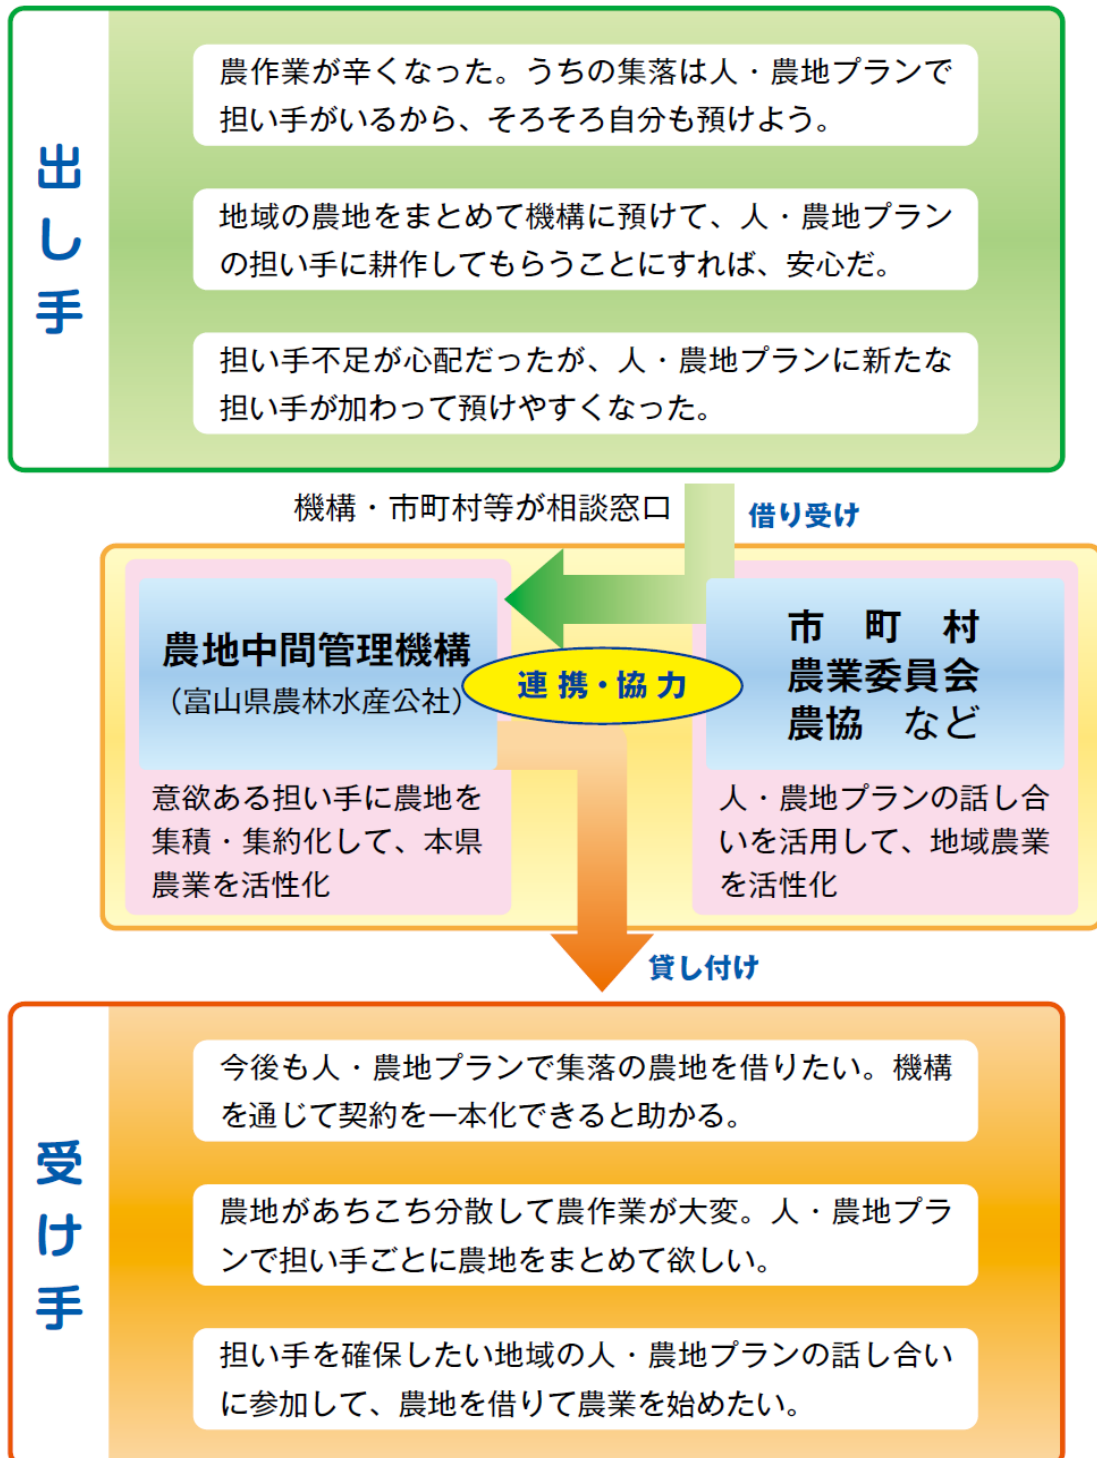 出し手
農作業が辛くなった。うちの集落は人・農地プランで
担い手がいるから、そろそろ自分も預けよう。
地域の農地をまとめて機構に預けて、人・農地プラン
の担い手に耕作してもらうことにすれば、安心だ。
担い手不足が心配だったが、人・農地プランに新たな
担い手が加わって預けやすくなった。
機構・市町村等が相談窓口
借り受け
農地中間管理機構
（富山県農林水産公社）
連携・協力
市　町　村
農業委員会
農協　など
意欲ある担い手に農地を
集積・集約化して、本県
農業を活性化
人・農地プランの話し合
いを活用して、地域農業
を活性化
貸し付け
受け手
今後も人・農地プランで集落の農地を借りたい。機構
を通じて契約を一本化できると助かる。
農地があちこち分散して農作業が大変。人・農地プラ
ンで担い手ごとに農地をまとめて欲しい。
担い手を確保したい地域の人・農地プランの話し合い
に参加して、農地を借りて農業を始めたい。